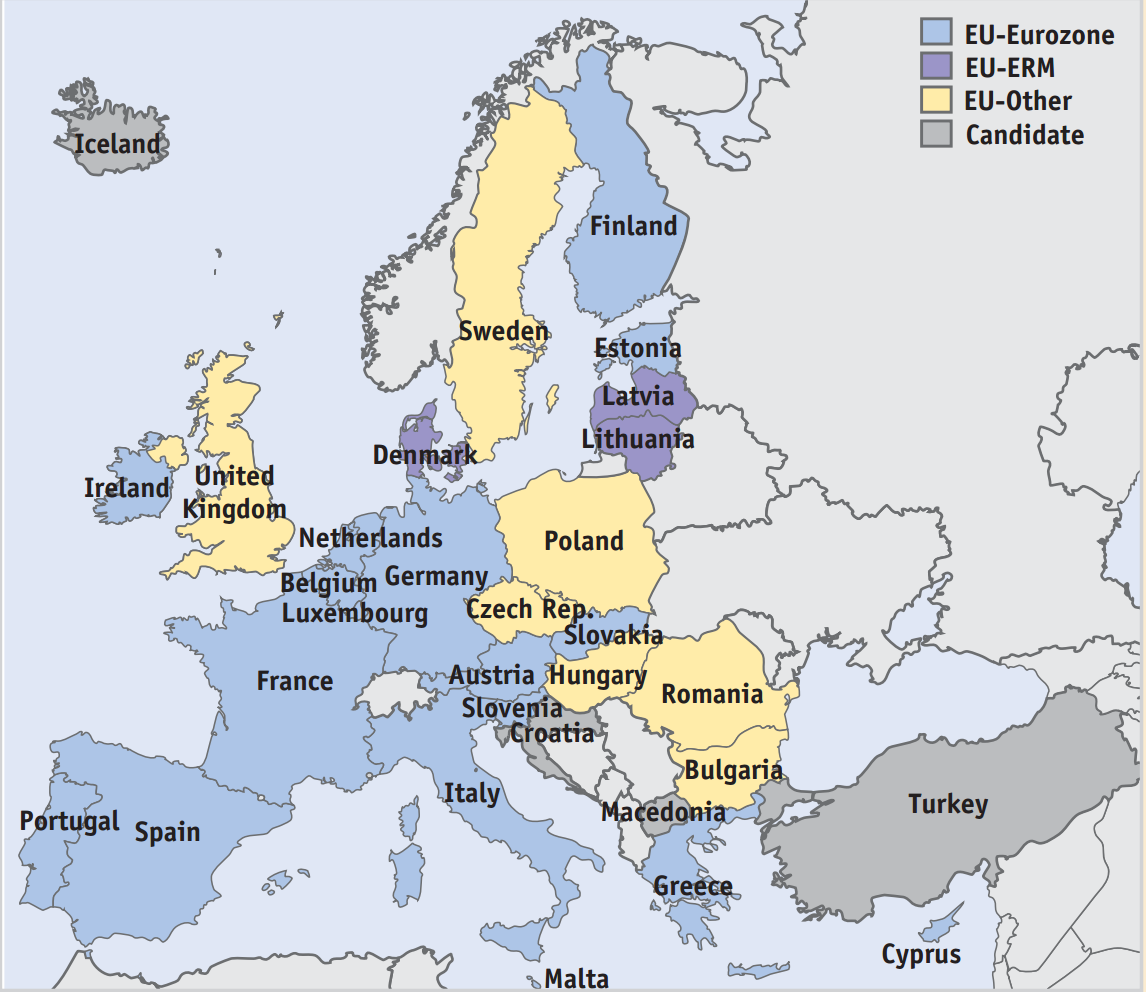 EU-Eurozone
EU-ERM
EU-Other
Candidate
Iceland
Finland
Sweden
Estonia
Latvia
Lithuania
Denmark
Ireland
United
Kingdom
Netherlands
Poland
Belgium
Germany
Luxembourg
Czech Rep.
Slovakia
France
Austria
Hungary
Romania
Slovenia
Croatia
Bulgaria
Italy
Macedonia
Turkey
Portugal
Spain
Greece
Cyprus
Malta